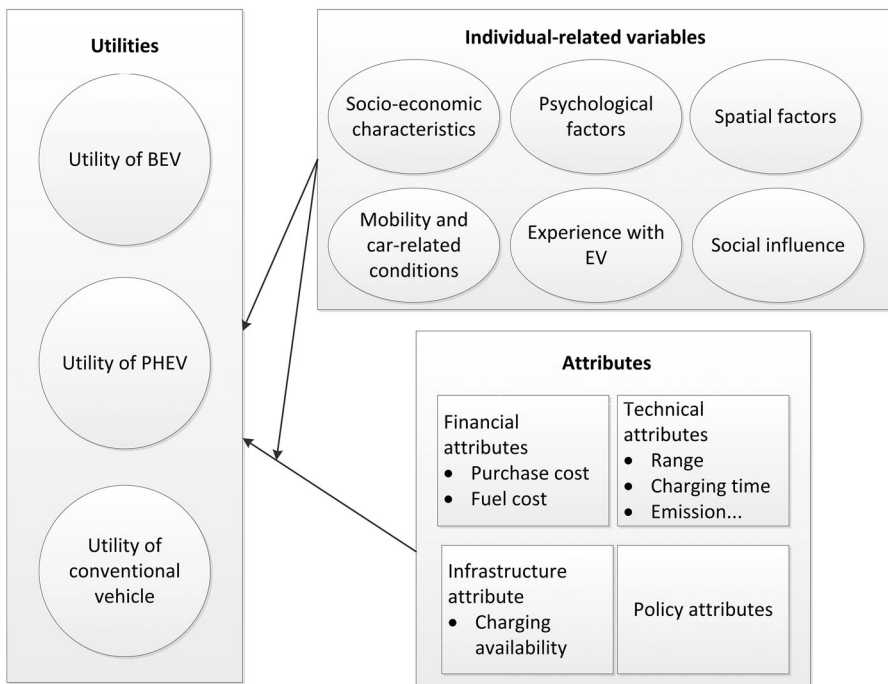 Utilities
Utility of BEV
Utility of PHEV
Utility of
conventional
vehicle
Individual-related variables
Socio-economic
characteristics
Psychological
factors
Spatial factors
Mobility and
car-related
conditions
Experience with
EV
Social influence
Attributes
Financial
attributes
● Purchase cost
● Fuel cost
Technical
attributes
● Range
● Charging time
● Emission...
Infrastructure
attribute
● Charging
availability
Policy attributes